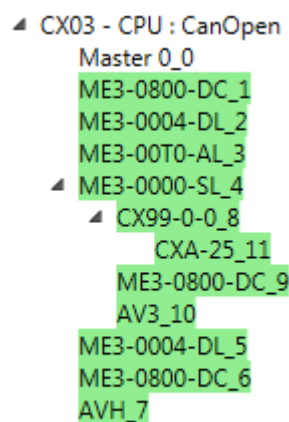 CX03 - CPU : CanOpen
Master 0_0
ME3-0800-DC_1
ME3-0004-DL_2
ME3-00T0-AL_3
ME3-0000-SL_4
CX99-0-0_8
CXA-25_11
ME3-0800-DC_9
AV3_10
ME3-0004-DL_5
ME3-0800-DC_6
AVH_7